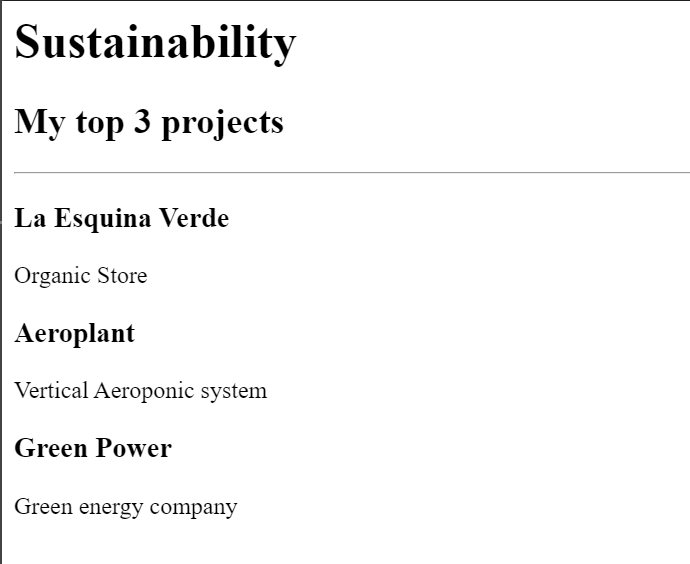 Sustainability
My top 3 projects
La Esquina Verde
Organic Store
Aeroplant
Vertical Aeroponic system
Green Power
Green energy company